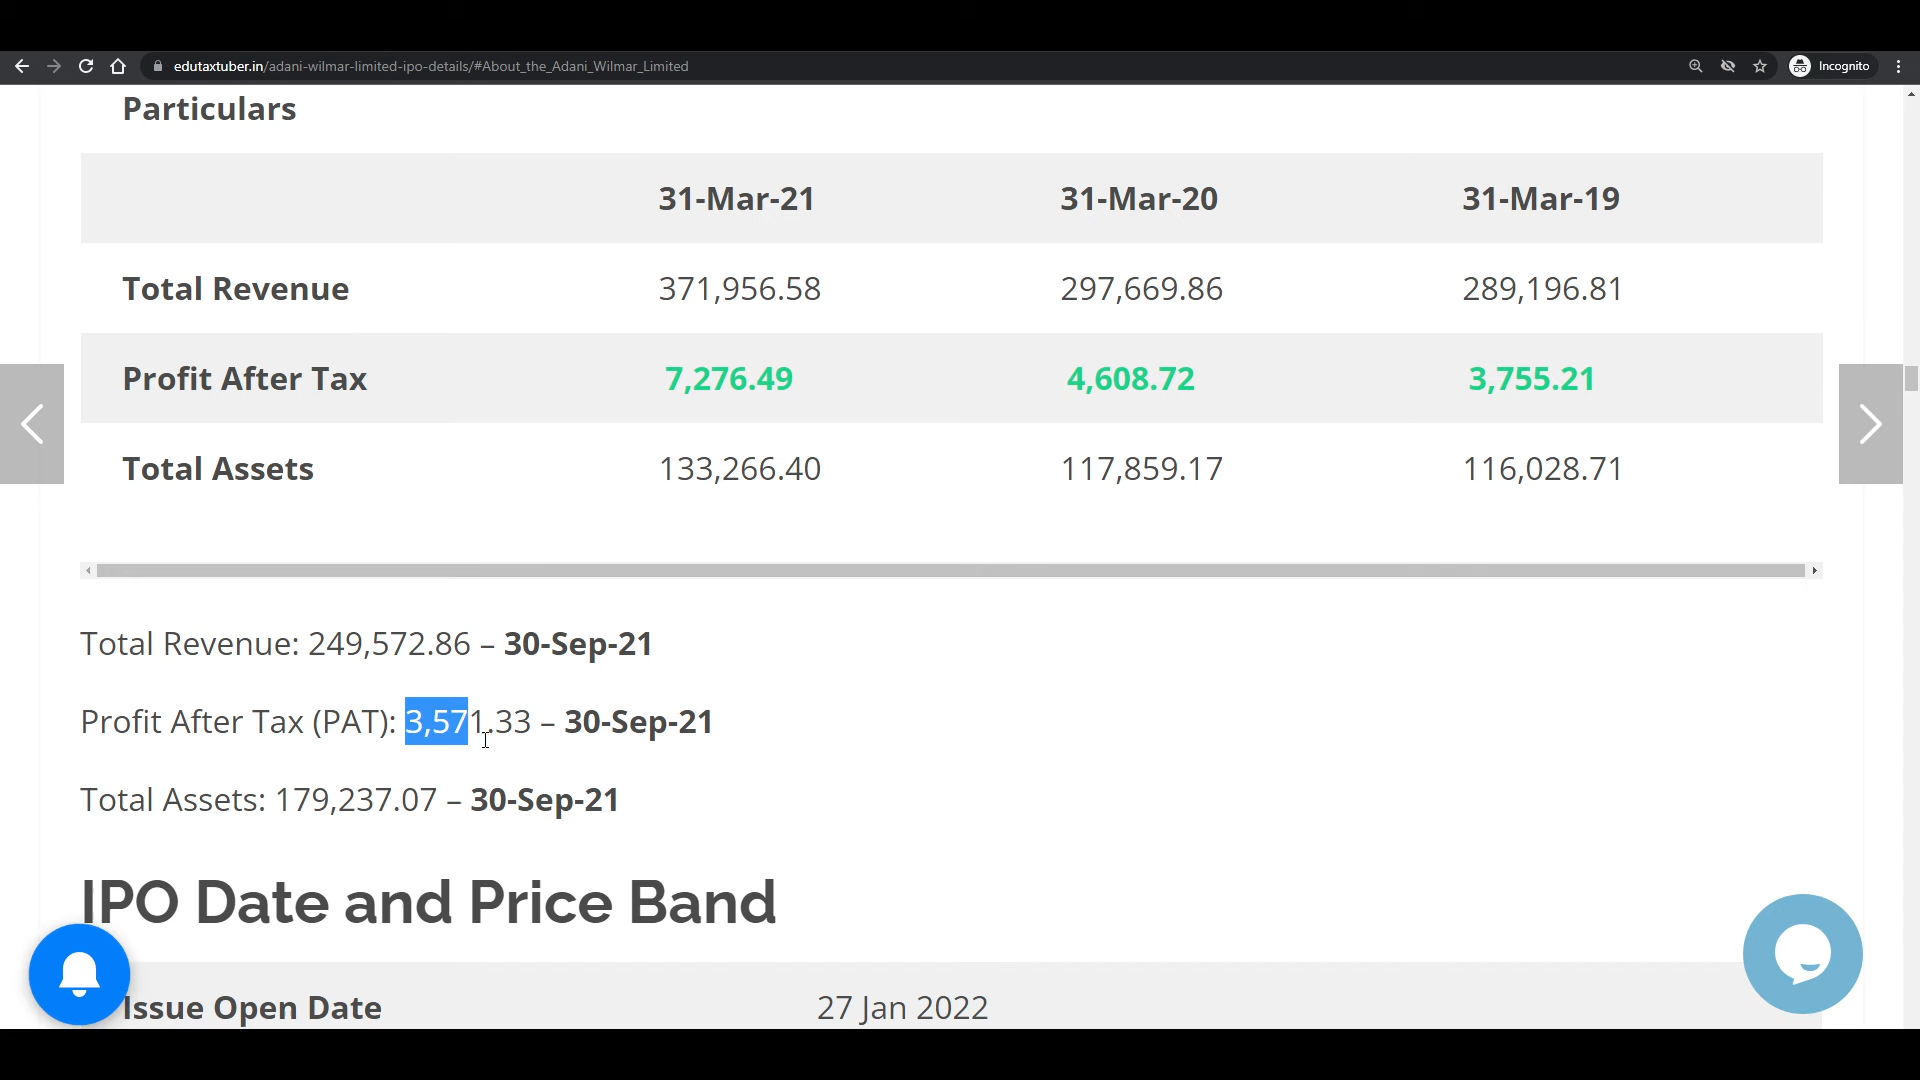 edutaxtuber.in/adani-wilmar-limited-ipo-details/#About_the_Adani_Wilmar_Limited Incognito
Particulars
31-Mar-21 31-Mar-20 31-Mar-19
Total Revenue 371,956.58 297,669.86 289,196.81
Profit After Tax 7,276.49 4,608.72 3,755.21
Total Assets 133,266.40 117,859.17 116,028.71
Total Revenue: 249,572.86 – 30-Sep-21
Profit After Tax (PAT): 3,571.33 – 30-Sep-21
Total Assets: 179,237.07 – 30-Sep-21
IPO Date and Price Band
Issue Open Date 27 Jan 2022